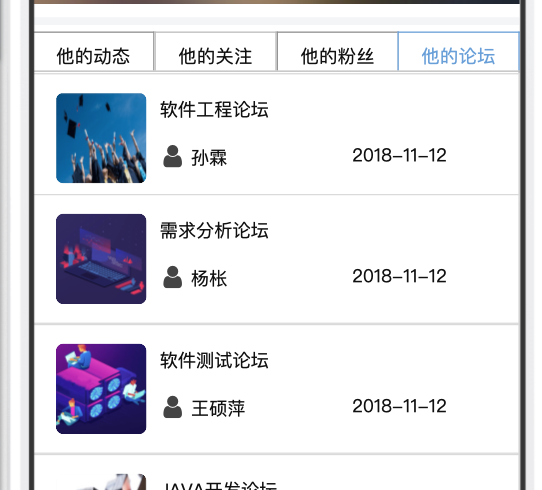 他的动态 他的关注 他的粉丝 他的论坛
软件工程论坛
孙霖 2018-11-12
需求分析论坛
杨枨 2018-11-12
软件测试论坛
王硕萍 2018-11-12
JAVA开发论坛